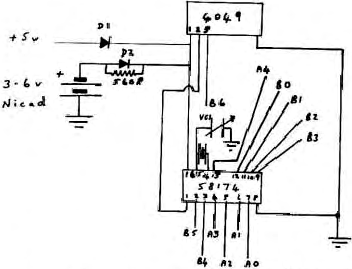 4049
D1
+5v
1 2 3
D2
+
560R
3-6v
Nicad
A4
B0
B1
B2
B3
B6
VC1
16 15 14 13
12 11 10 9
58174
1 2 3 4 5 6 7 8
B5
B4
A3
A2
A1
A0